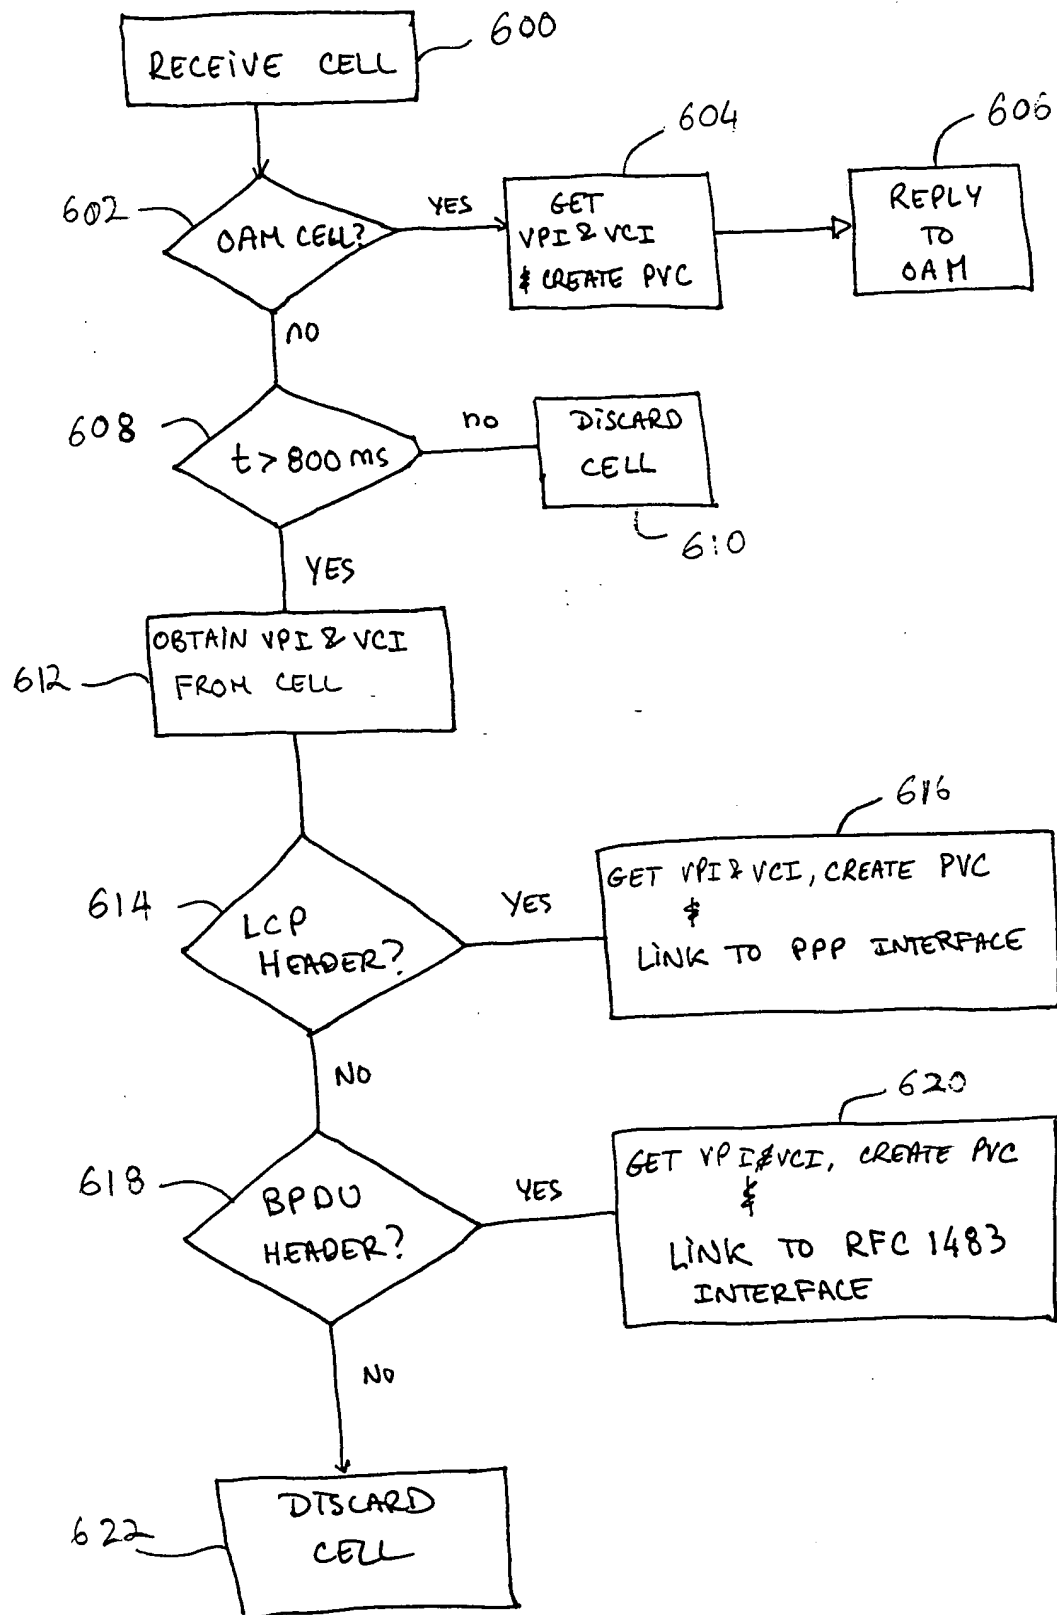 600
RECEIVE CELL
604
606
602
OAM CELL?
YES
GET
VPI & VCI
& CREATE PVC
REPLY
TO
OAM
no
608
t > 800 ms
no
DISCARD
CELL
610
YES
612
OBTAIN VPI & VCI
FROM CELL
616
614
LCP
HEADER?
YES
GET VPI & VCI, CREATE PVC
&
LINK TO PPP INTERFACE
NO
620
618
BPDU
HEADER?
YES
GET VPI & VCI, CREATE PVC
&
LINK TO RFC 1483
INTERFACE
NO
622
DISCARD
CELL